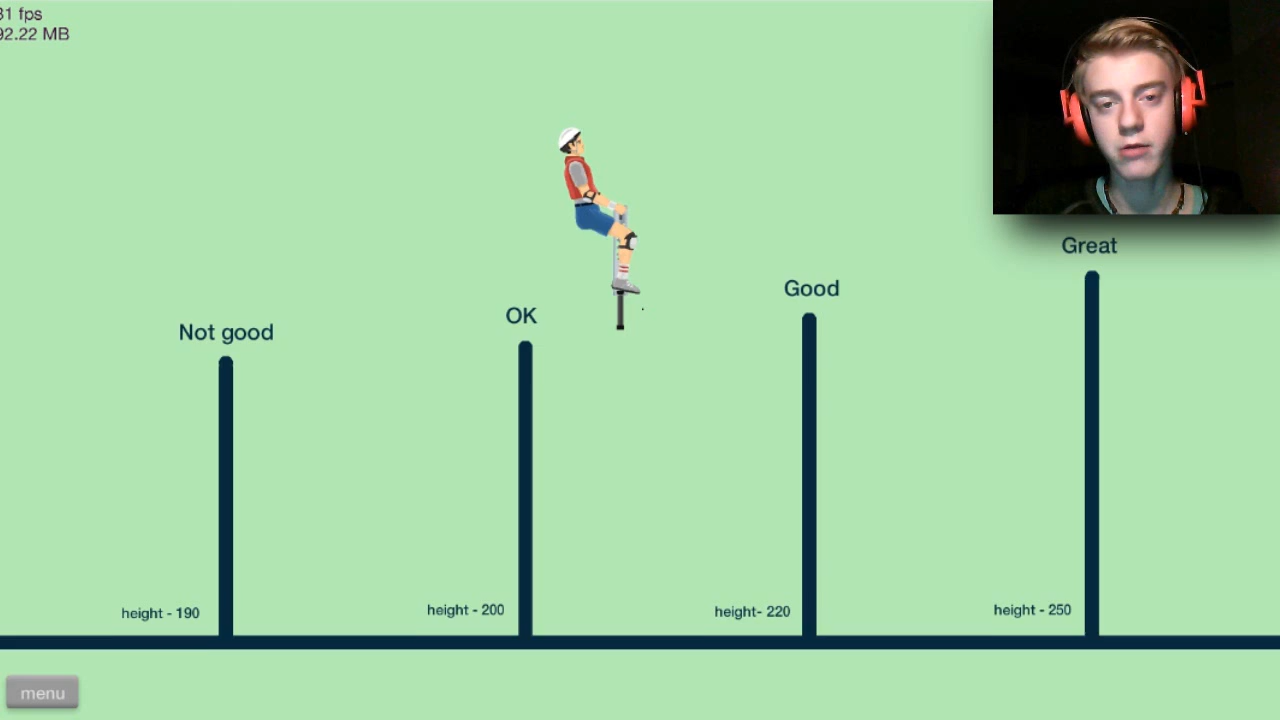 31 fps
92.22 MB
Great
Good
OK
Not good
height - 190
height - 200
height- 220
height - 250
menu